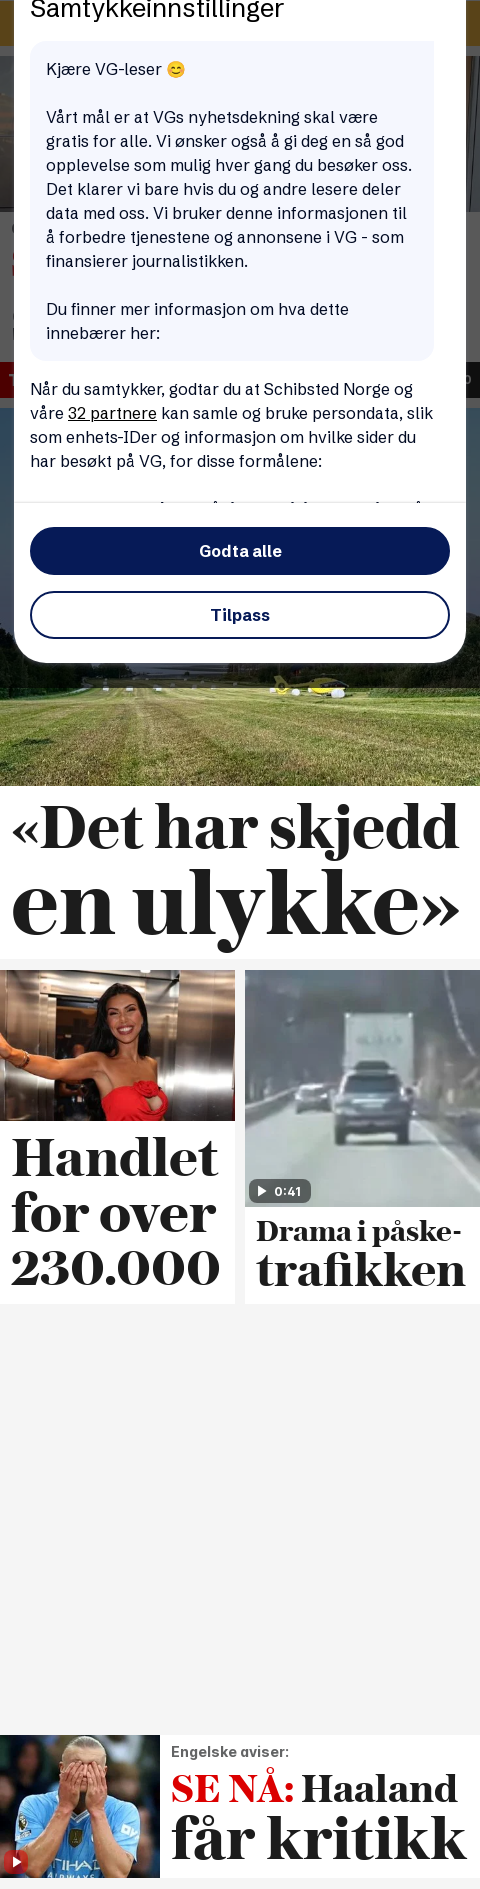 Samtykkeinnstillinger
Kjære VG-leser 😊
Vårt mål er at VGs nyhetsdekning skal være
gratis for alle. Vi ønsker også å gi deg en så god
opplevelse som mulig hver gang du besøker oss.
Det klarer vi bare hvis du og andre lesere deler
data med oss. Vi bruker denne informasjonen til
å forbedre tjenestene og annonsene i VG - som
finansierer journalistikken.
Du finner mer informasjon om hva dette
innebærer her:
Når du samtykker, godtar du at Schibsted Norge og
våre 32 partnere kan samle og bruke persondata, slik
som enhets-IDer og informasjon om hvilke sider du
har besøkt på VG, for disse formålene:
Godta alle
Tilpass
«Det har skjedd
en ulykke»
Handlet
for over
230.000
0:41
Drama i påske-
trafikken
Engelske aviser:
SE NÅ: Haaland
får kritikk